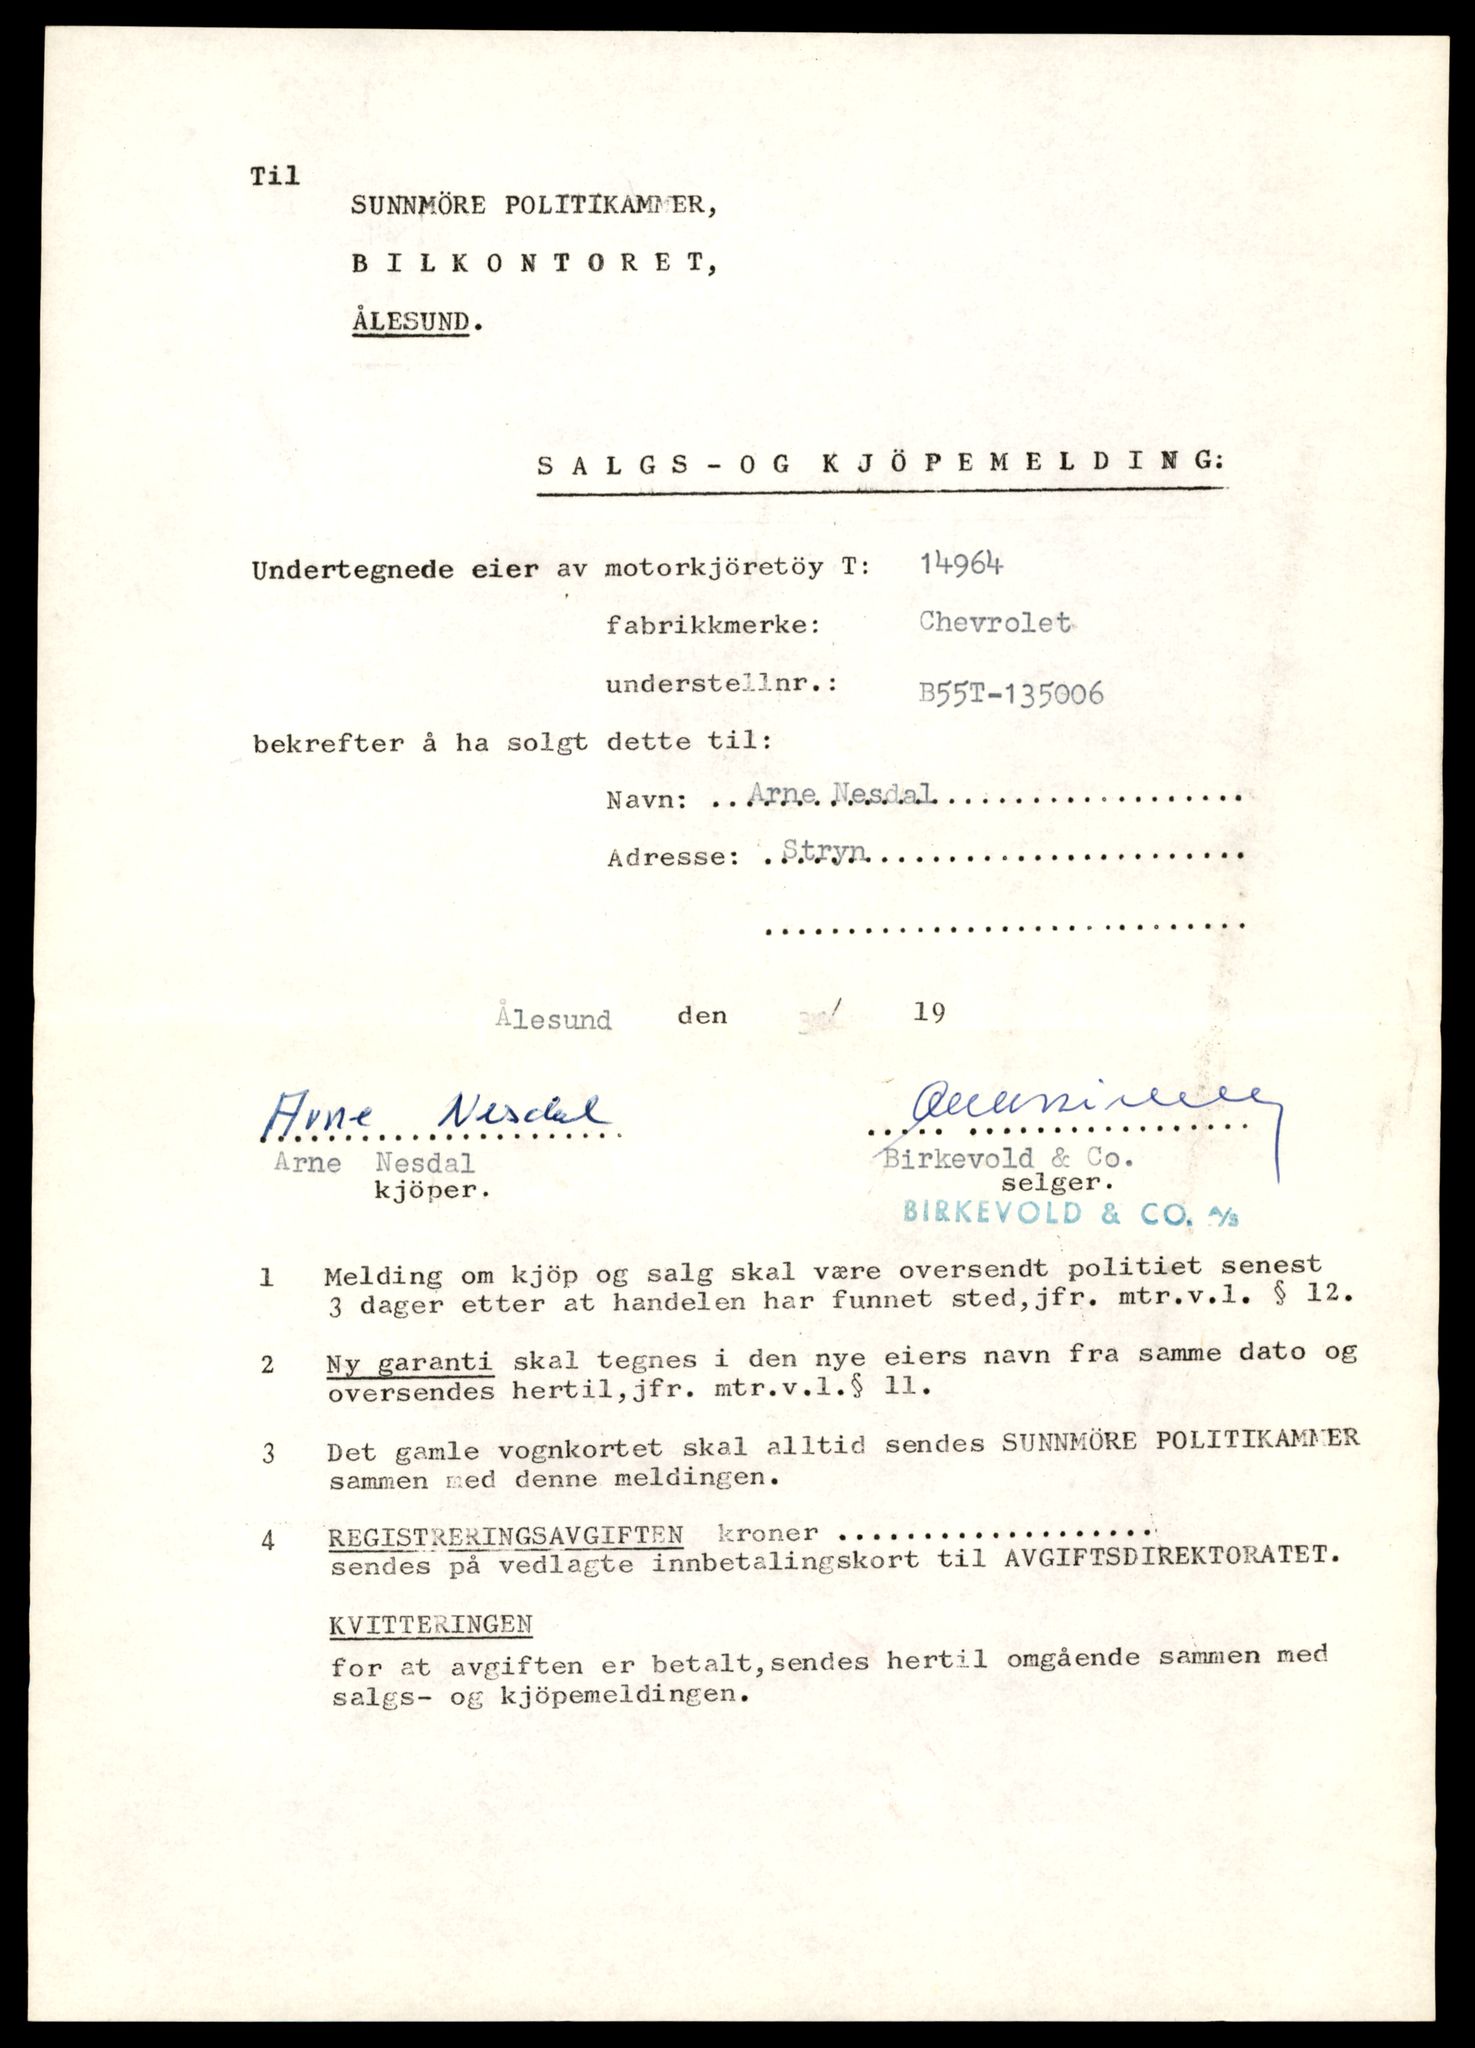 Til
SUNNMÖRE POLITIKAMMER,
B I L K O N T O R E T,
ÅLESUND.
S A L G S - O G K J Ö P E M E L D I N G:
Undertegnede eier av motorkjöretöy T: 14964
fabrikkmerke: Chevrolet
understellnr.: B55T-135006
bekrefter å ha solgt dette til:
Navn: Arne Nesdal
Adresse: Stryn
Ålesund den / 19
Arne Nesdal
Arne Nesdal Birkevold & Co.
kjöper. selger.
BIRKEVOLD & CO. A/S
1 Melding om kjöp og salg skal være oversendt politiet senest
3 dager etter at handelen har funnet sted,jfr. mtr.v.l. § 12.
2 Ny garanti skal tegnes i den nye eiers navn fra samme dato og
oversendes hertil,jfr. mtr.v.l.§ 11.
3 Det gamle vognkortet skal alltid sendes SUNNMÖRE POLITIKAMMER
sammen med denne meldingen.
4 REGISTRERINGSAVGIFTEN kroner ...................
sendes på vedlagte innbetalingskort til AVGIFTSDIREKTORATET.
KVITTERINGEN
for at avgiften er betalt,sendes hertil omgående sammen med
salgs- og kjöpemeldingen.